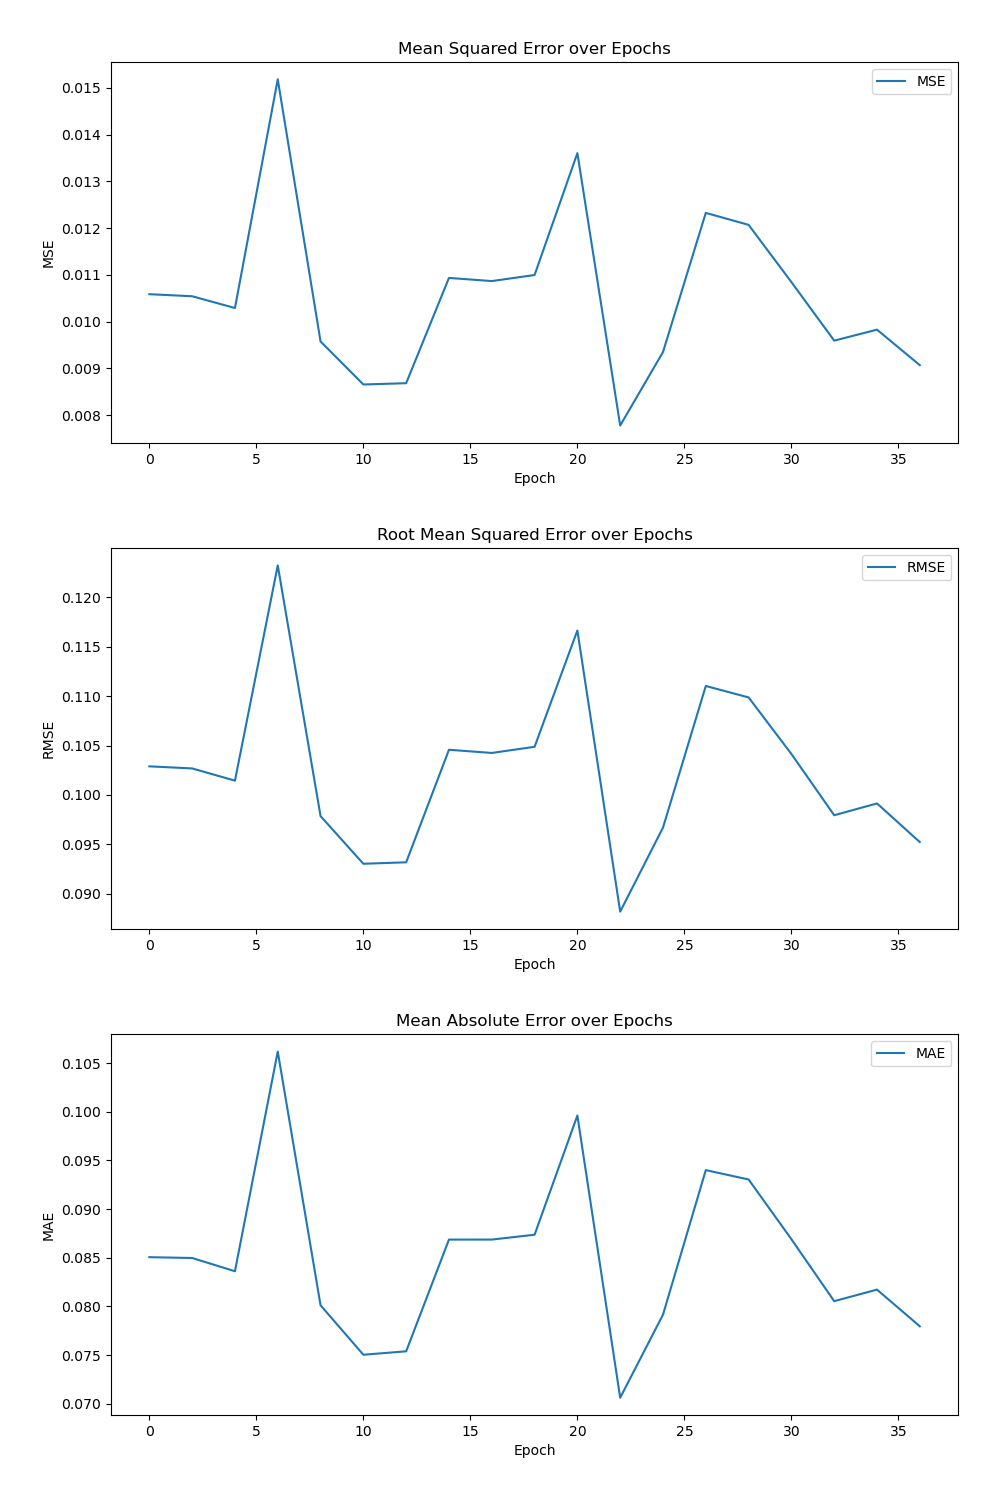 Mean Squared Error over Epochs
MSE
0.015
0.014
0.013
0.012
0.011
0.010
0.009
0.008
MSE
0 5 10 15 20 25 30 35
Epoch
Root Mean Squared Error over Epochs
RMSE
0.120
0.115
0.110
0.105
0.100
0.095
0.090
RMSE
0 5 10 15 20 25 30 35
Epoch
Mean Absolute Error over Epochs
MAE
0.105
0.100
0.095
0.090
0.085
0.080
0.075
0.070
MAE
0 5 10 15 20 25 30 35
Epoch